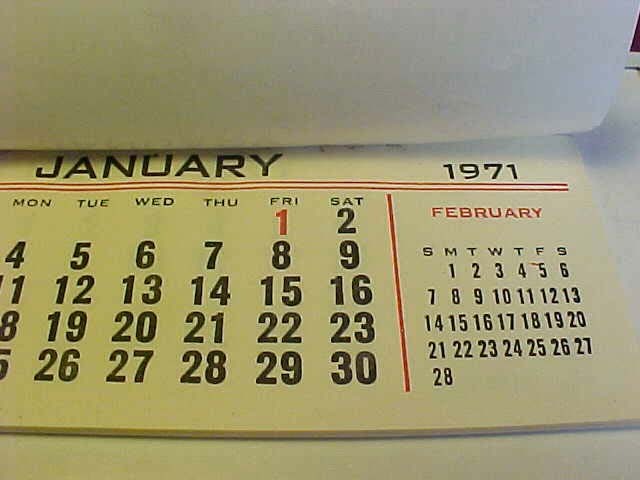 JANUARY 1971
MON TUE WED THU FRI SAT
1 2
4 5 6 7 8 9
11 12 13 14 15 16
8 19 20 21 22 23
5 26 27 28 29 30
FEBRUARY
S M T W T F S
1 2 3 4 5 6
7 8 9 10 11 12 13
14 15 16 17 18 19 20
21 22 23 24 25 26 27
28